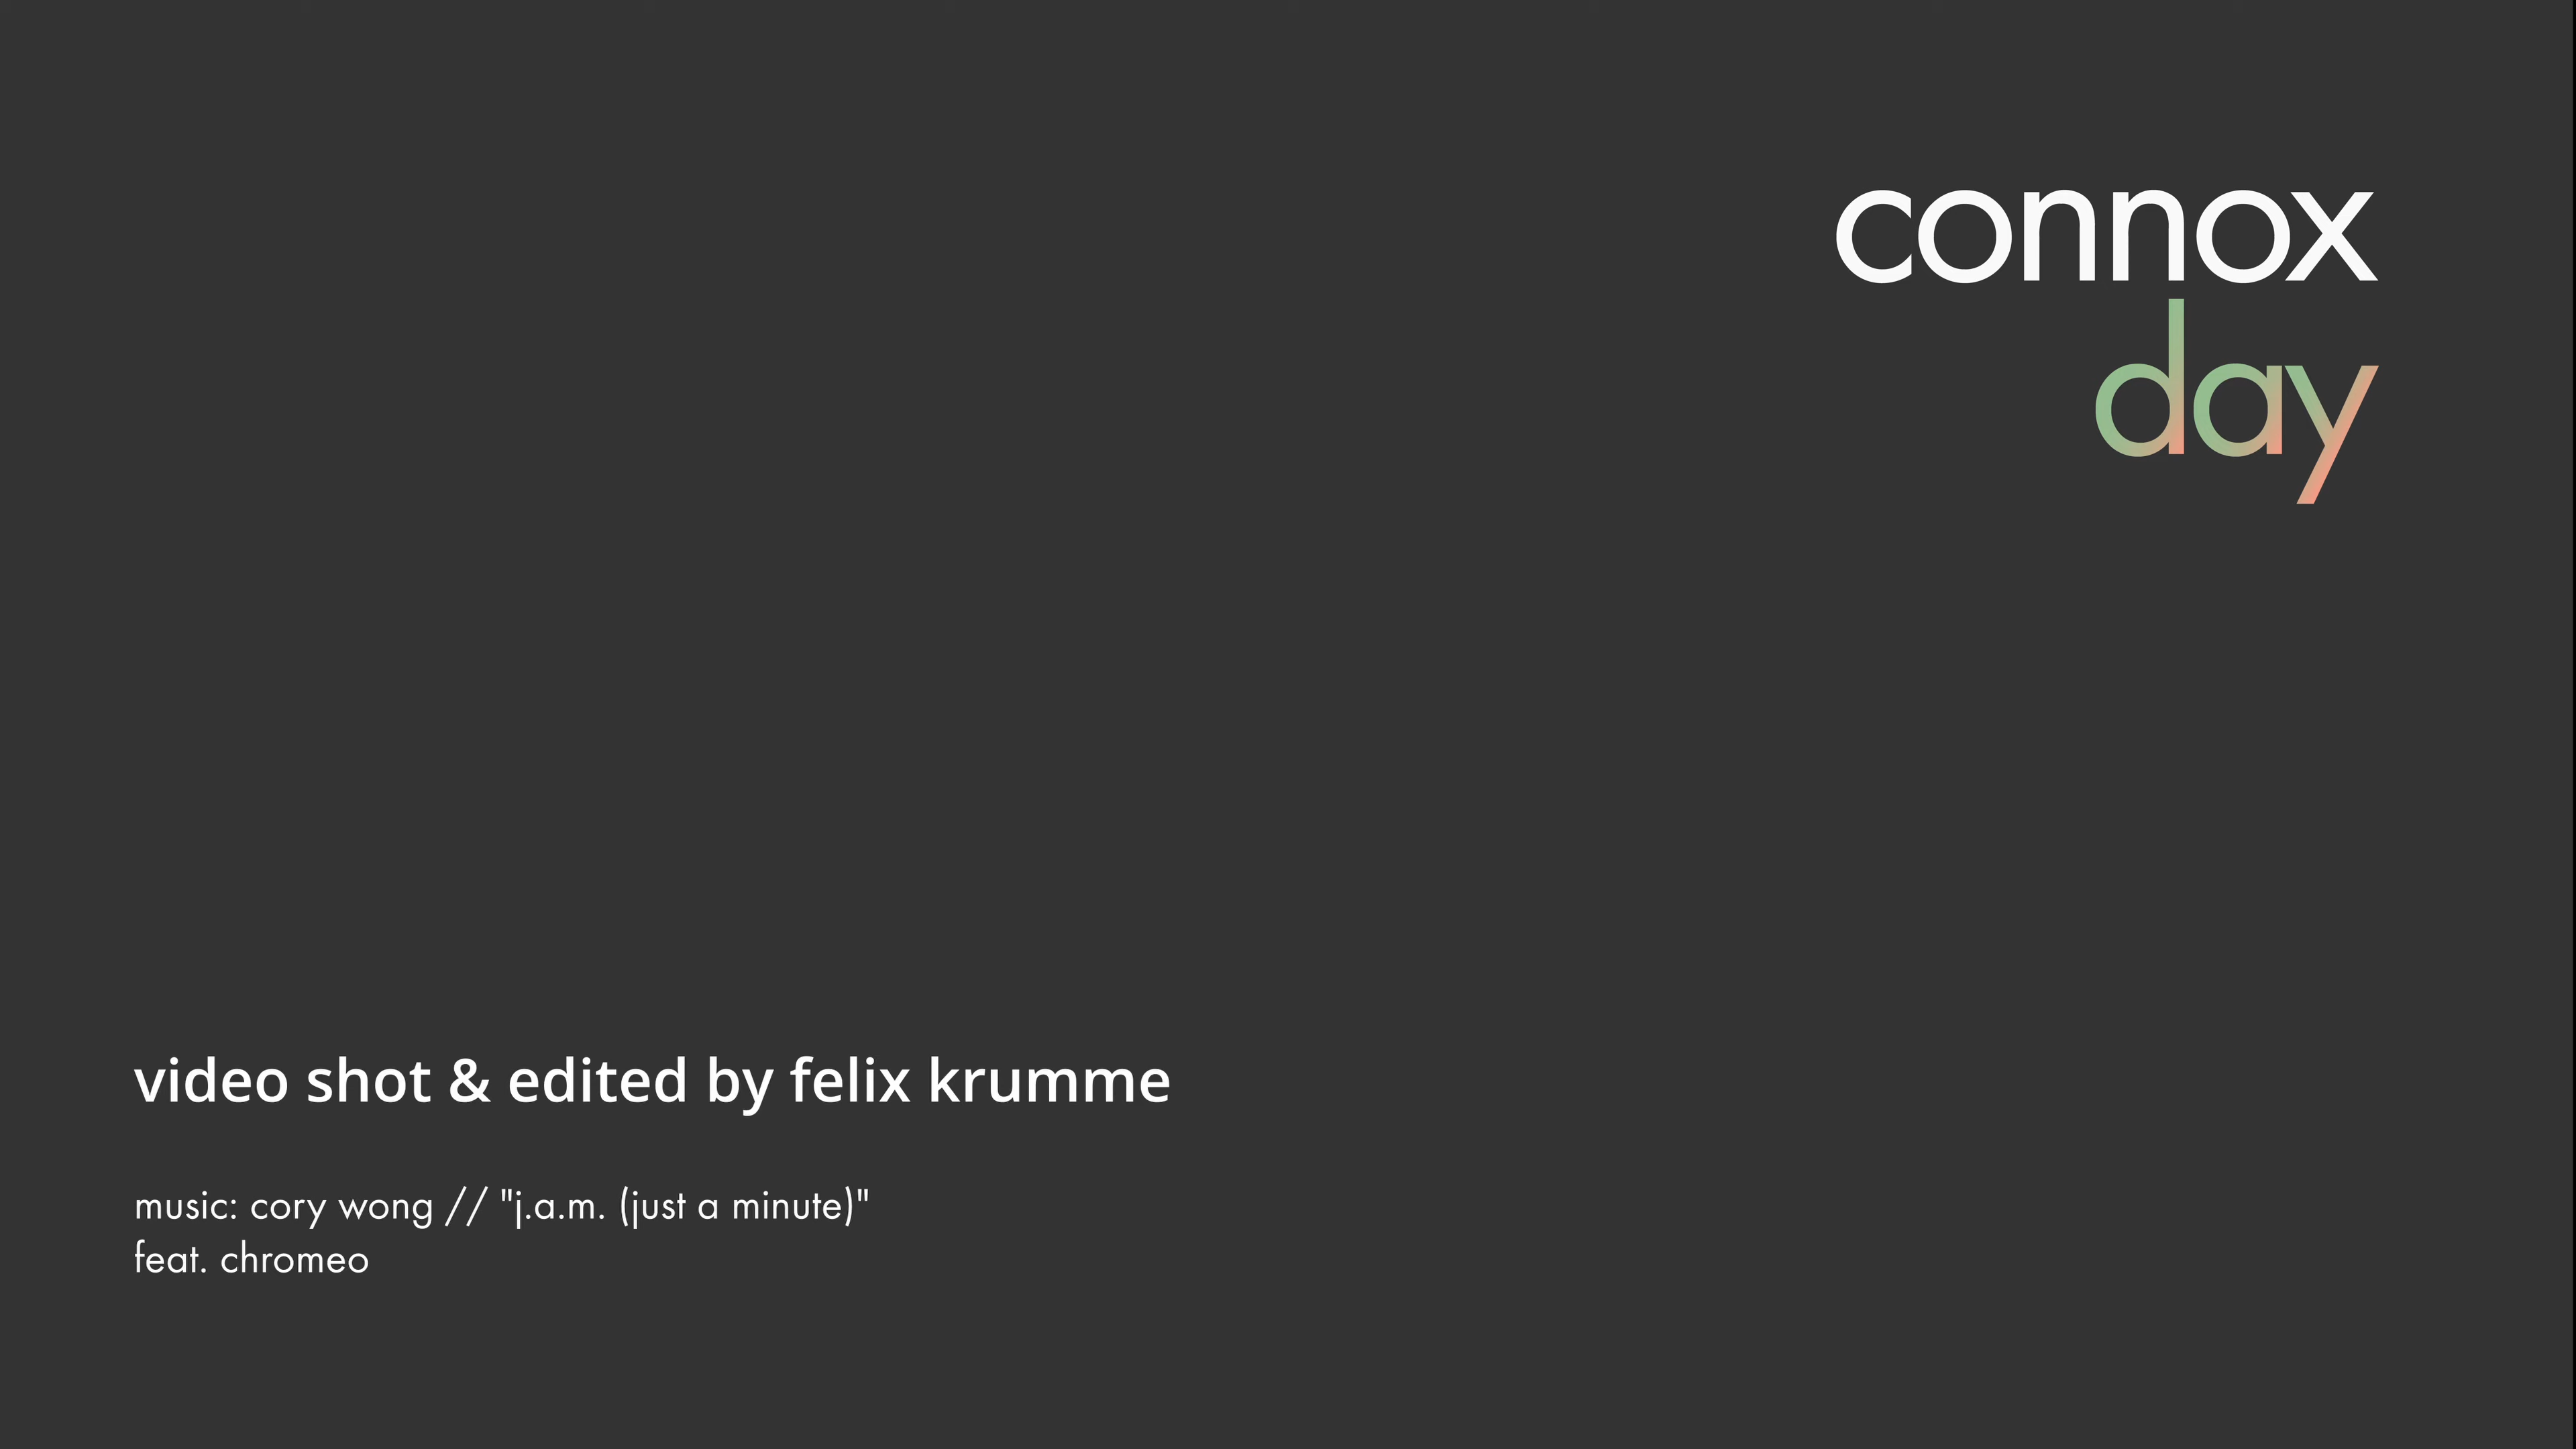 connox
day
video shot & edited by felix krumme
music: cory wong // "j.a.m. (just a minute)"
feat. chromeo